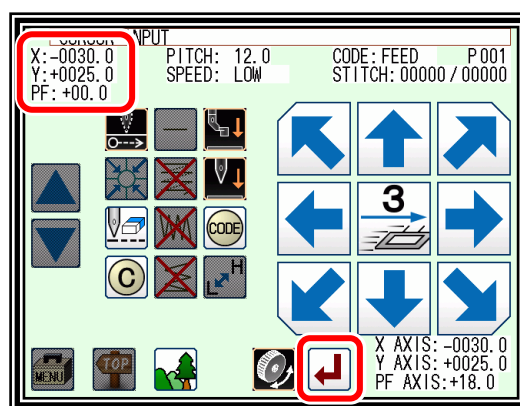 CURSOR INPUT
X:-0030.0 PITCH: 12.0 CODE:FEED P001
Y:+0025.0 SPEED: LOW STITCH:00000/00000
PF: +00.0
3
CODE
C
H
L
X AXIS: -0030.0
Y AXIS: +0025.0
PF AXIS:+18.0
MENU
TOP